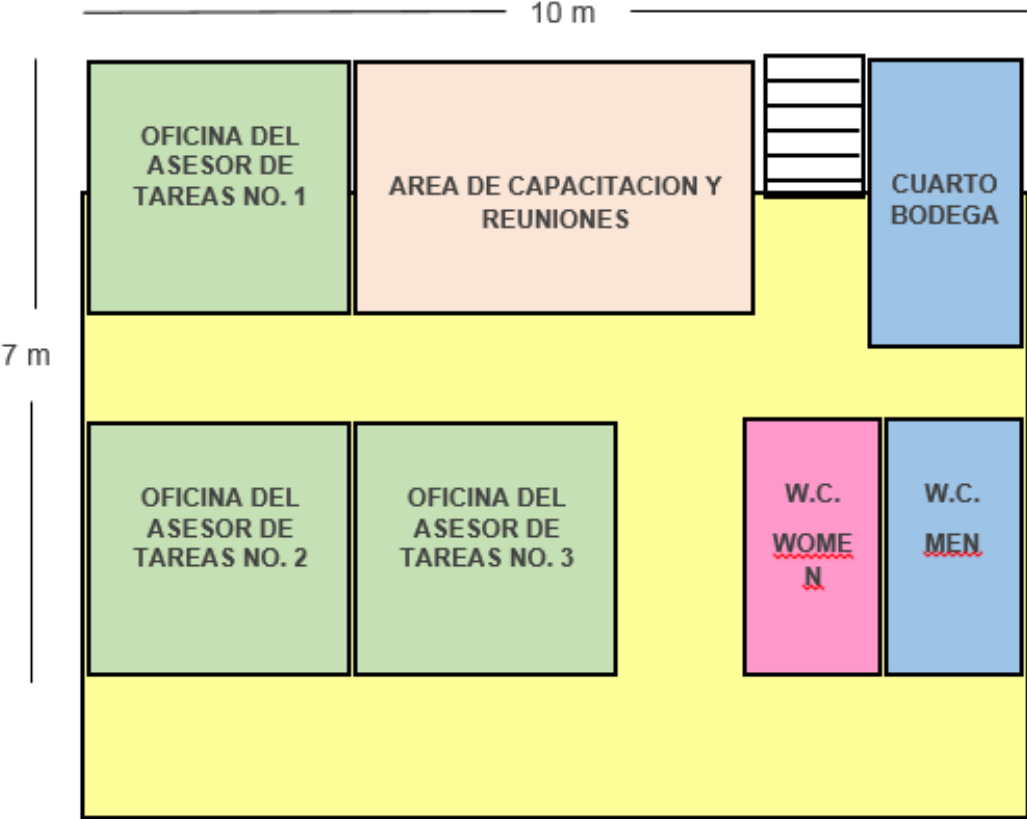 10 m
OFICINA DEL
ASESOR DE
TAREAS NO. 1
AREA DE CAPACITACION Y
REUNIONES
CUARTO
BODEGA
7 m
OFICINA DEL
ASESOR DE
TAREAS NO. 2
OFICINA DEL
ASESOR DE
TAREAS NO. 3
W.C.
WOME
N
W.C.
MEN